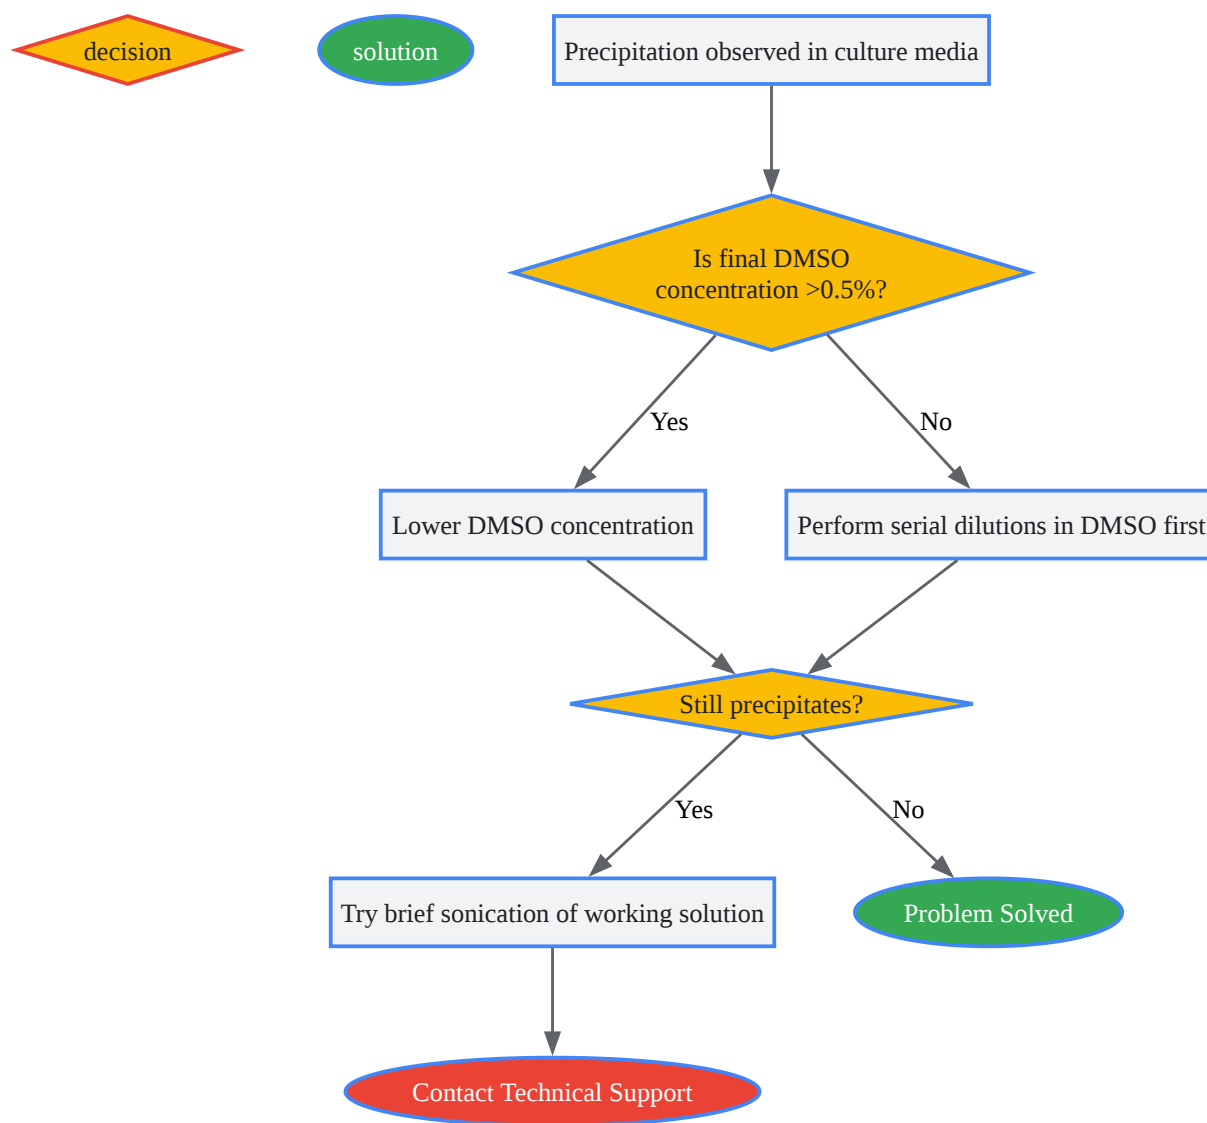 decision
solution
Precipitation observed in culture media
Is final DMSO
concentration >0.5%?
Yes
No
Lower DMSO concentration
Perform serial dilutions in DMSO first
Still precipitates?
Yes
No
Try brief sonication of working solution
Problem Solved
Contact Technical Support